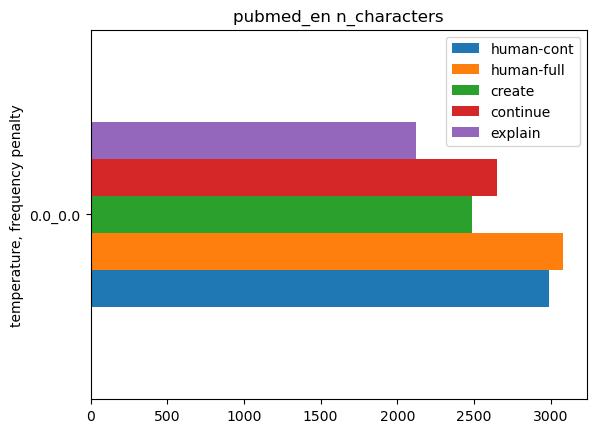 pubmed_en n_characters
human-cont
human-full
create
continue
explain
temperature, frequency penalty
0.0_0.0
0 500 1000 1500 2000 2500 3000